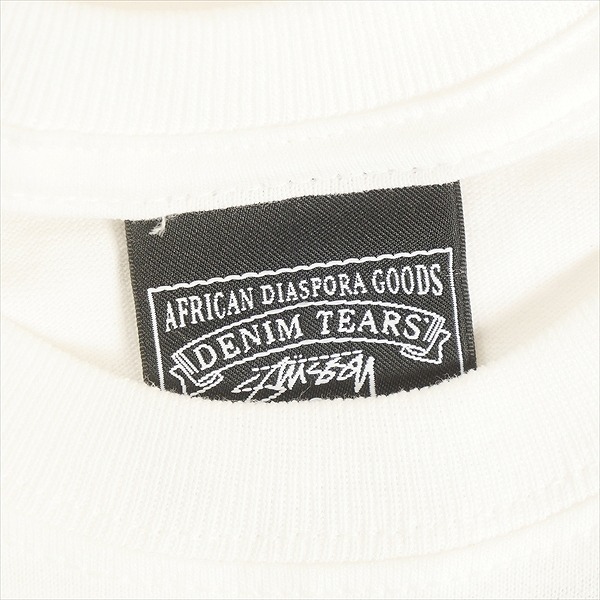 AFRICAN DIASPORA GOODS
DENIM TEARS
Stüssy